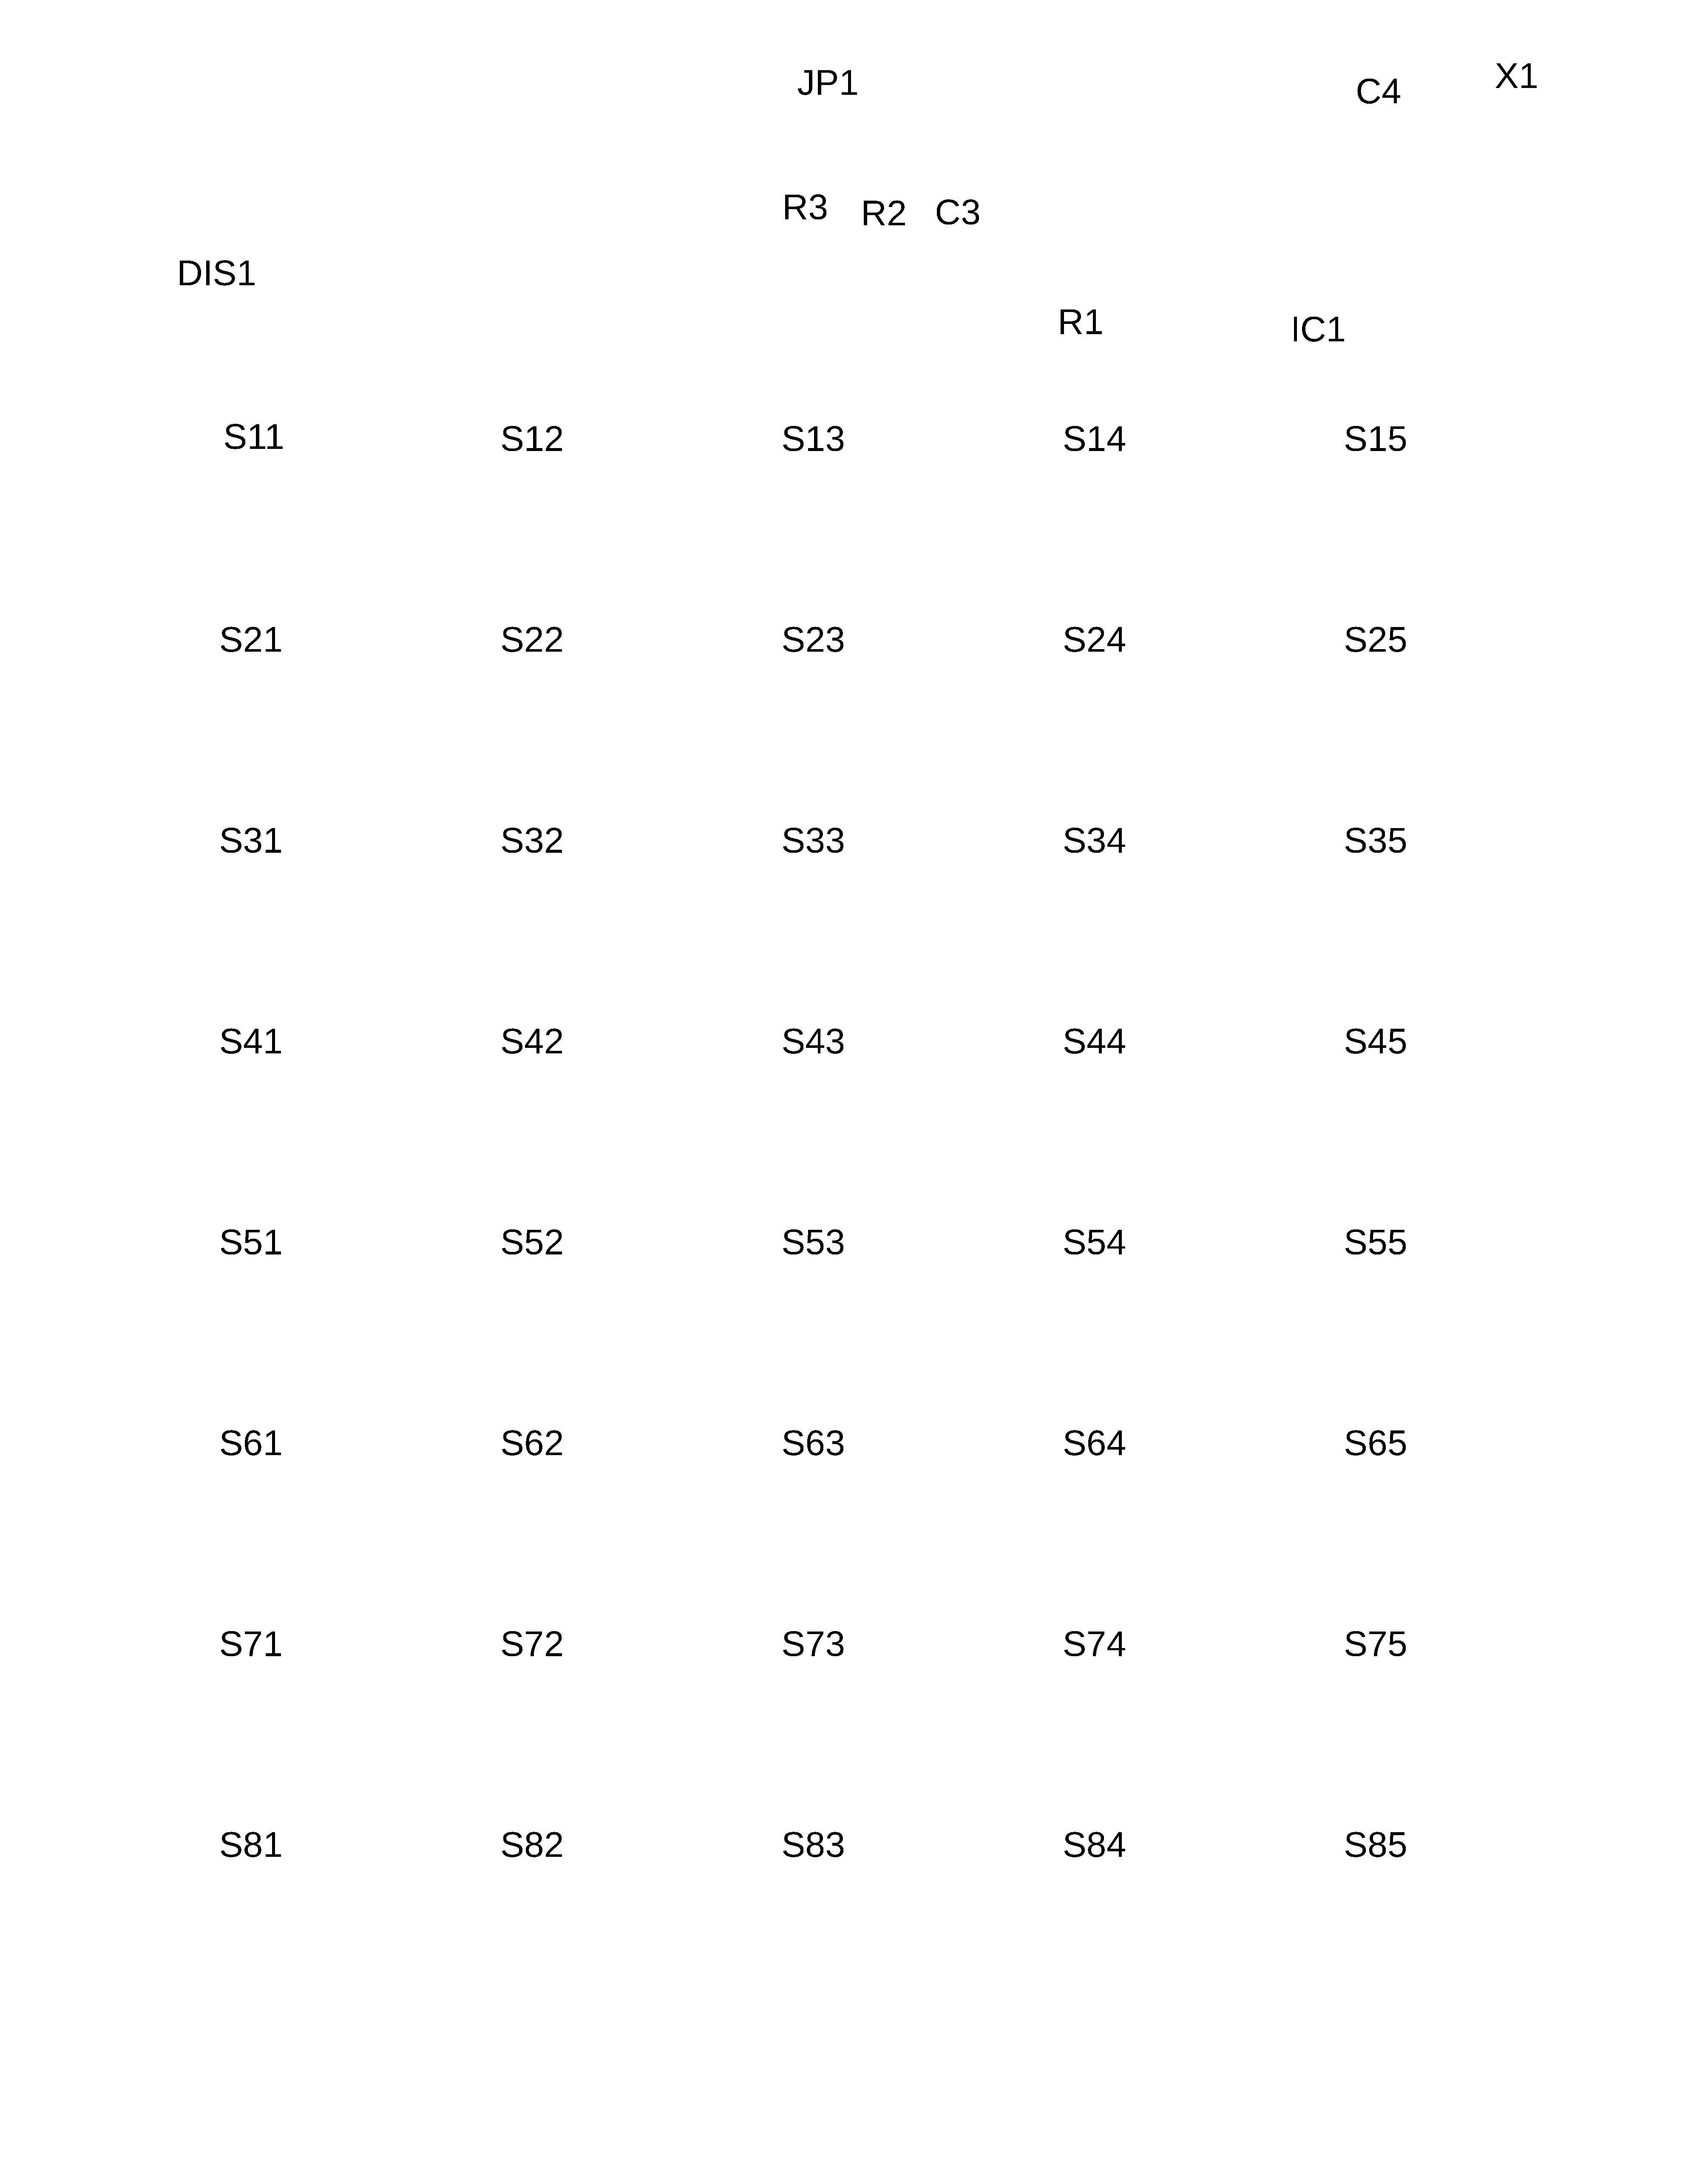 JP1 C4 X1
R3 R2 C3
DIS1
R1 IC1
S11 S12 S13 S14 S15
S21 S22 S23 S24 S25
S31 S32 S33 S34 S35
S41 S42 S43 S44 S45
S51 S52 S53 S54 S55
S61 S62 S63 S64 S65
S71 S72 S73 S74 S75
S81 S82 S83 S84 S85